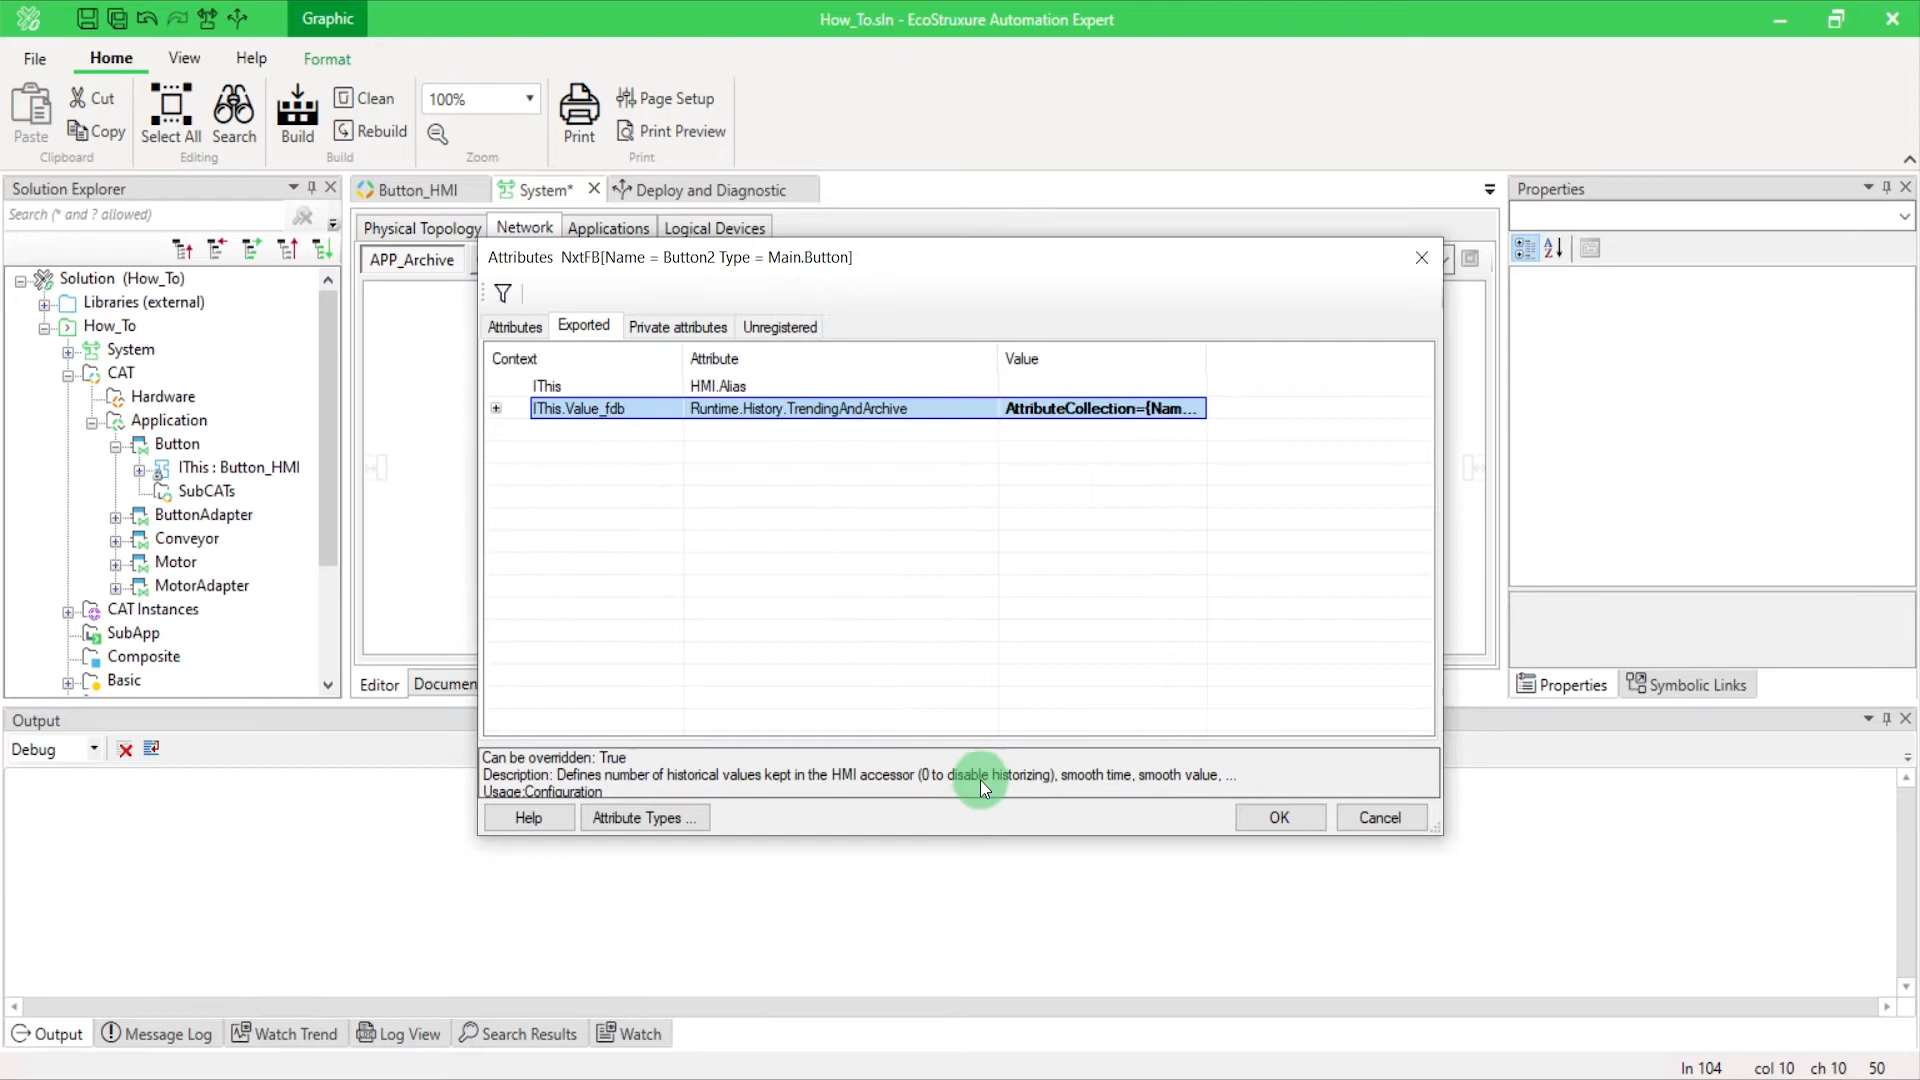 Graphic
How_To.sln - EcoStruxure Automation Expert
File
Home
View
Help
Format
Paste
Cut
Copy
Clipboard
Select All
Search
Editing
Build
Clean
Rebuild
Build
100%
Zoom
Print
Page Setup
Print Preview
Print
Solution Explorer
Search (* and ? allowed)
Solution (How_To)
Libraries (external)
How_To
System
CAT
Hardware
Application
Button
IThis : Button_HMI
SubCATs
ButtonAdapter
Conveyor
Motor
MotorAdapter
CAT Instances
SubApp
Composite
Basic
Button_HMI
System*
Deploy and Diagnostic
Physical Topology
Network
Applications
Logical Devices
APP_Archive
Editor
Documen
Attributes NxtFB[Name = Button2 Type = Main.Button]
Attributes
Exported
Private attributes
Unregistered
Context
Attribute
Value
IThis
HMI.Alias
IThis.Value_fdb
Runtime.History.TrendingAndArchive
AttributeCollection={Nam...
Can be overridden: True
Description: Defines number of historical values kept in the HMI accessor (0 to disable historizing), smooth time, smooth value, ...
Usage:Configuration
Help
Attribute Types ...
OK
Cancel
Properties
Properties
Symbolic Links
Output
Debug
Output
Message Log
Watch Trend
Log View
Search Results
Watch
ln 104
col 10
ch 10
50